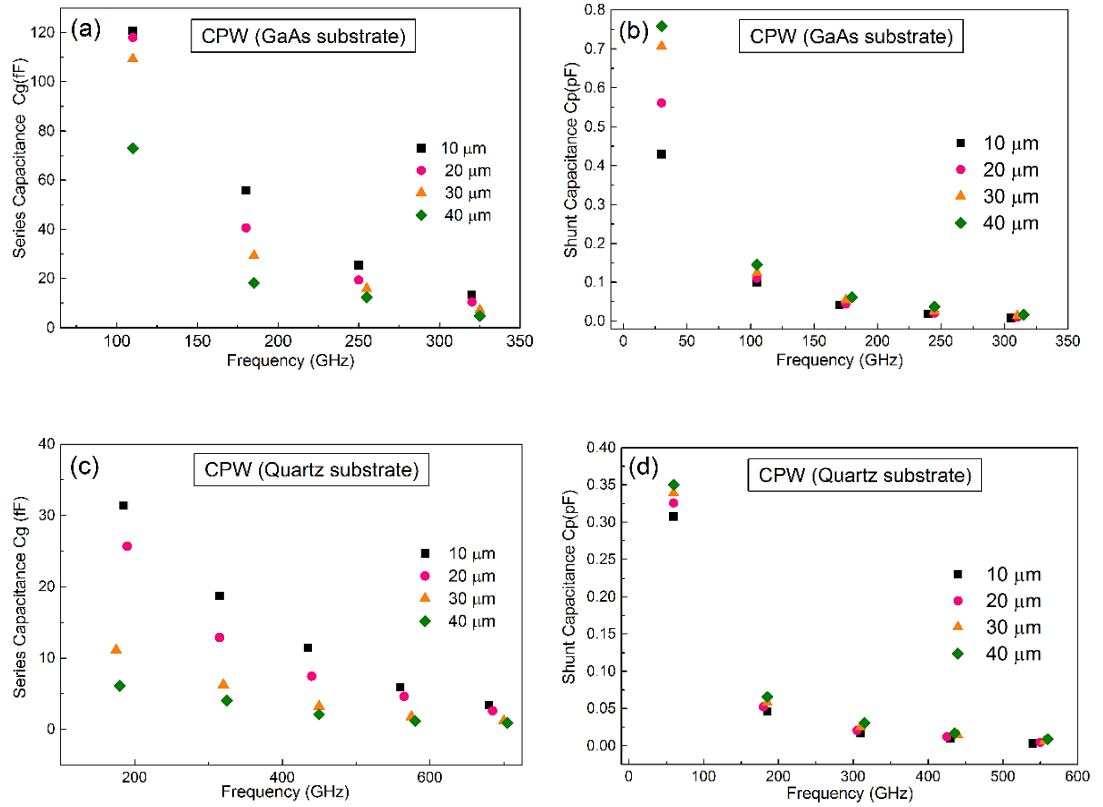 (a)
CPW (GaAs substrate)
Series Capacitance Cg(fF)
120
100
80
60
40
20
0
10 μm
20 μm
30 μm
40 μm
100 150 200 250 300 350
Frequency (GHz)
(b)
CPW (GaAs substrate)
Shunt Capacitance Cp(pF)
0.8
0.7
0.6
0.5
0.4
0.3
0.2
0.1
0.0
10 μm
20 μm
30 μm
40 μm
0 50 100 150 200 250 300 350
Frequency (GHz)
(c)
CPW (Quartz substrate)
Series Capacitance Cg (fF)
40
30
20
10
0
10 μm
20 μm
30 μm
40 μm
200 400 600
Frequency (GHz)
(d)
CPW (Quartz substrate)
Shunt Capacitance Cp(pF)
0.40
0.35
0.30
0.25
0.20
0.15
0.10
0.05
0.00
10 μm
20 μm
30 μm
40 μm
0 100 200 300 400 500 600
Frequency (GHz)